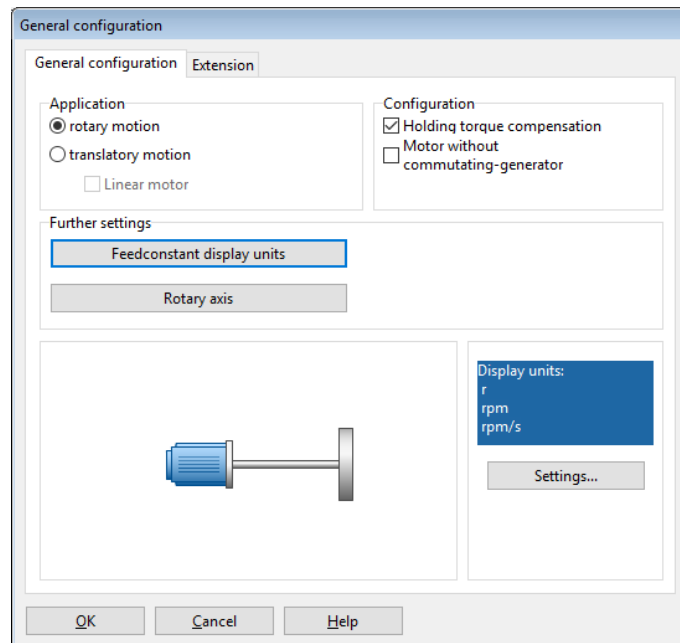 General configuration
General configuration
Extension
Application
rotary motion
translatory motion
Linear motor
Configuration
Holding torque compensation
Motor without
commutating-generator
Further settings
Feedconstant display units
Rotary axis
Display units:
r
rpm
rpm/s
Settings...
OK
Cancel
Help